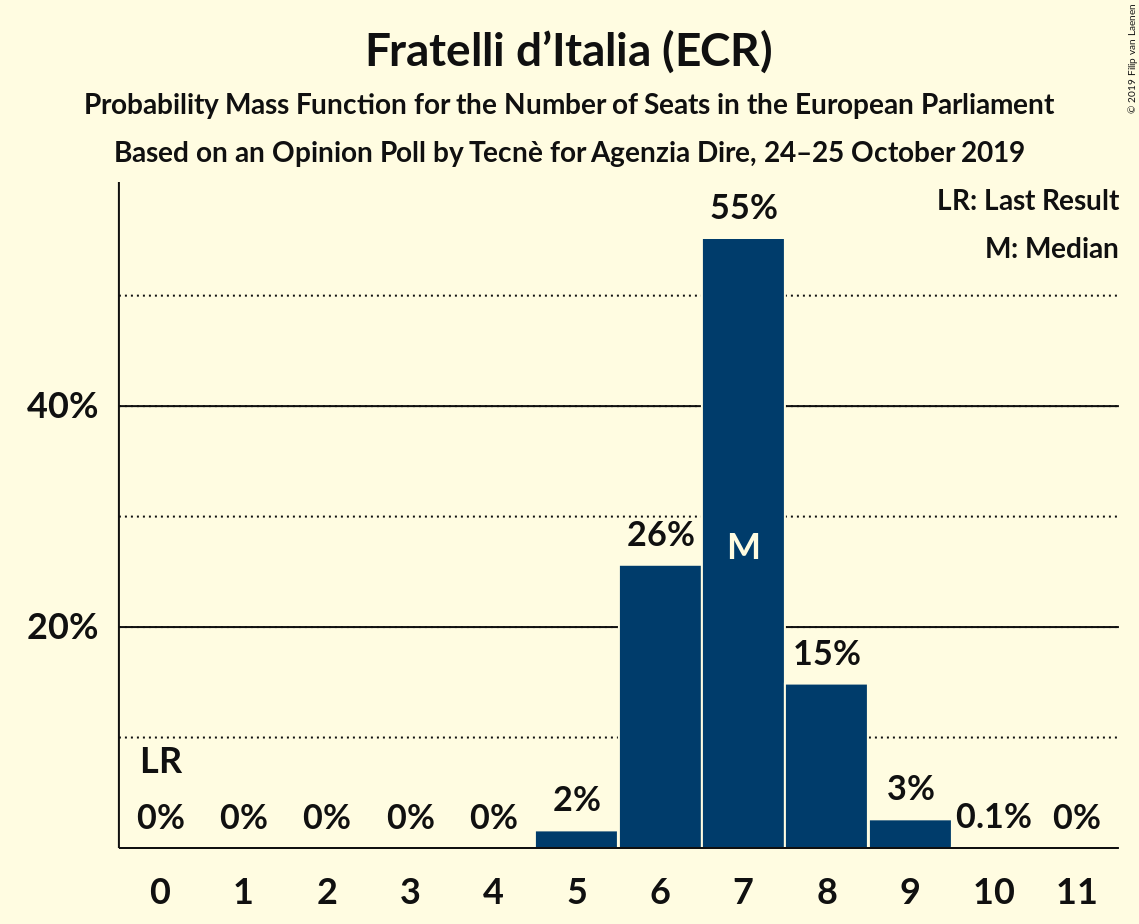 Fratelli d’Italia (ECR)
Probability Mass Function for the Number of Seats in the European Parliament
Based on an Opinion Poll by Tecnè for Agenzia Dire, 24–25 October 2019
© 2019 Filip van Laenen
LR: Last Result
M: Median
55%
40%
26%
M
20%
15%
LR
0%
0%
0%
0%
0%
2%
3%
0.1%
0%
0 1 2 3 4 5 6 7 8 9 10 11